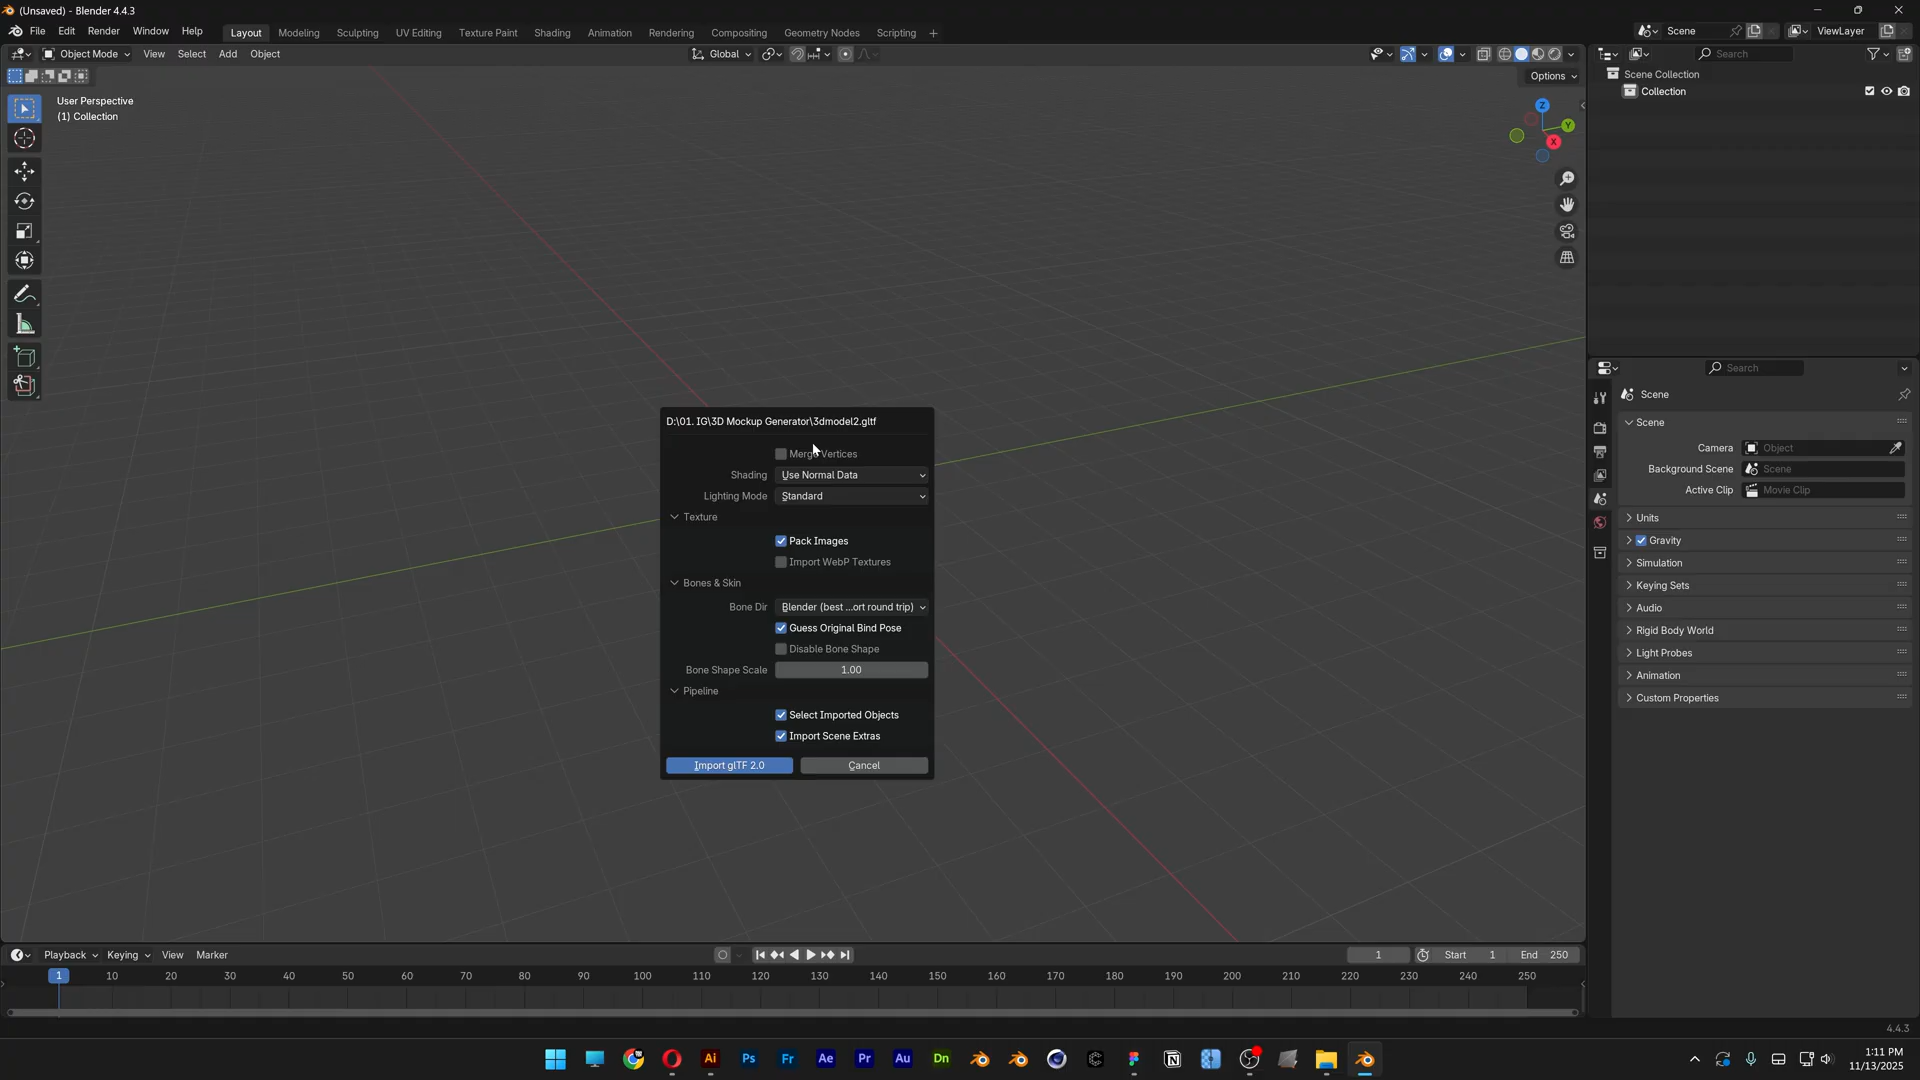 (Unsaved) - Blender 4.4.3
File Edit Render Window Help Layout Modeling Sculpting UV Editing Texture Paint Shading Animation Rendering Compositing Geometry Nodes Scripting + Scene ViewLayer
Object Mode View Select Add Object Global Search
Options
Scene Collection
Collection
User Perspective
(1) Collection
Z
Y
X
Search
Scene
Scene
Camera Object
Background Scene Scene
Active Clip Movie Clip
Units
Gravity
Simulation
Keying Sets
Audio
Rigid Body World
Light Probes
Animation
Custom Properties
D:\01. IG\3D Mockup Generator\3dmodel2.gltf
Merge Vertices
Shading Use Normal Data
Lighting Mode Standard
Texture
Pack Images
Import WebP Textures
Bones & Skin
Bone Dir Blender (best ...ort round trip)
Guess Original Bind Pose
Disable Bone Shape
Bone Shape Scale 1.00
Pipeline
Select Imported Objects
Import Scene Extras
Import glTF 2.0 Cancel
Playback Keying View Marker 1 Start 1 End 250
1 10 20 30 40 50 60 70 80 90 100 110 120 130 140 150 160 170 180 190 200 210 220 230 240 250
4.4.3
Ai Ps Fr Ae Pr Au Dn
1:11 PM
11/13/2025